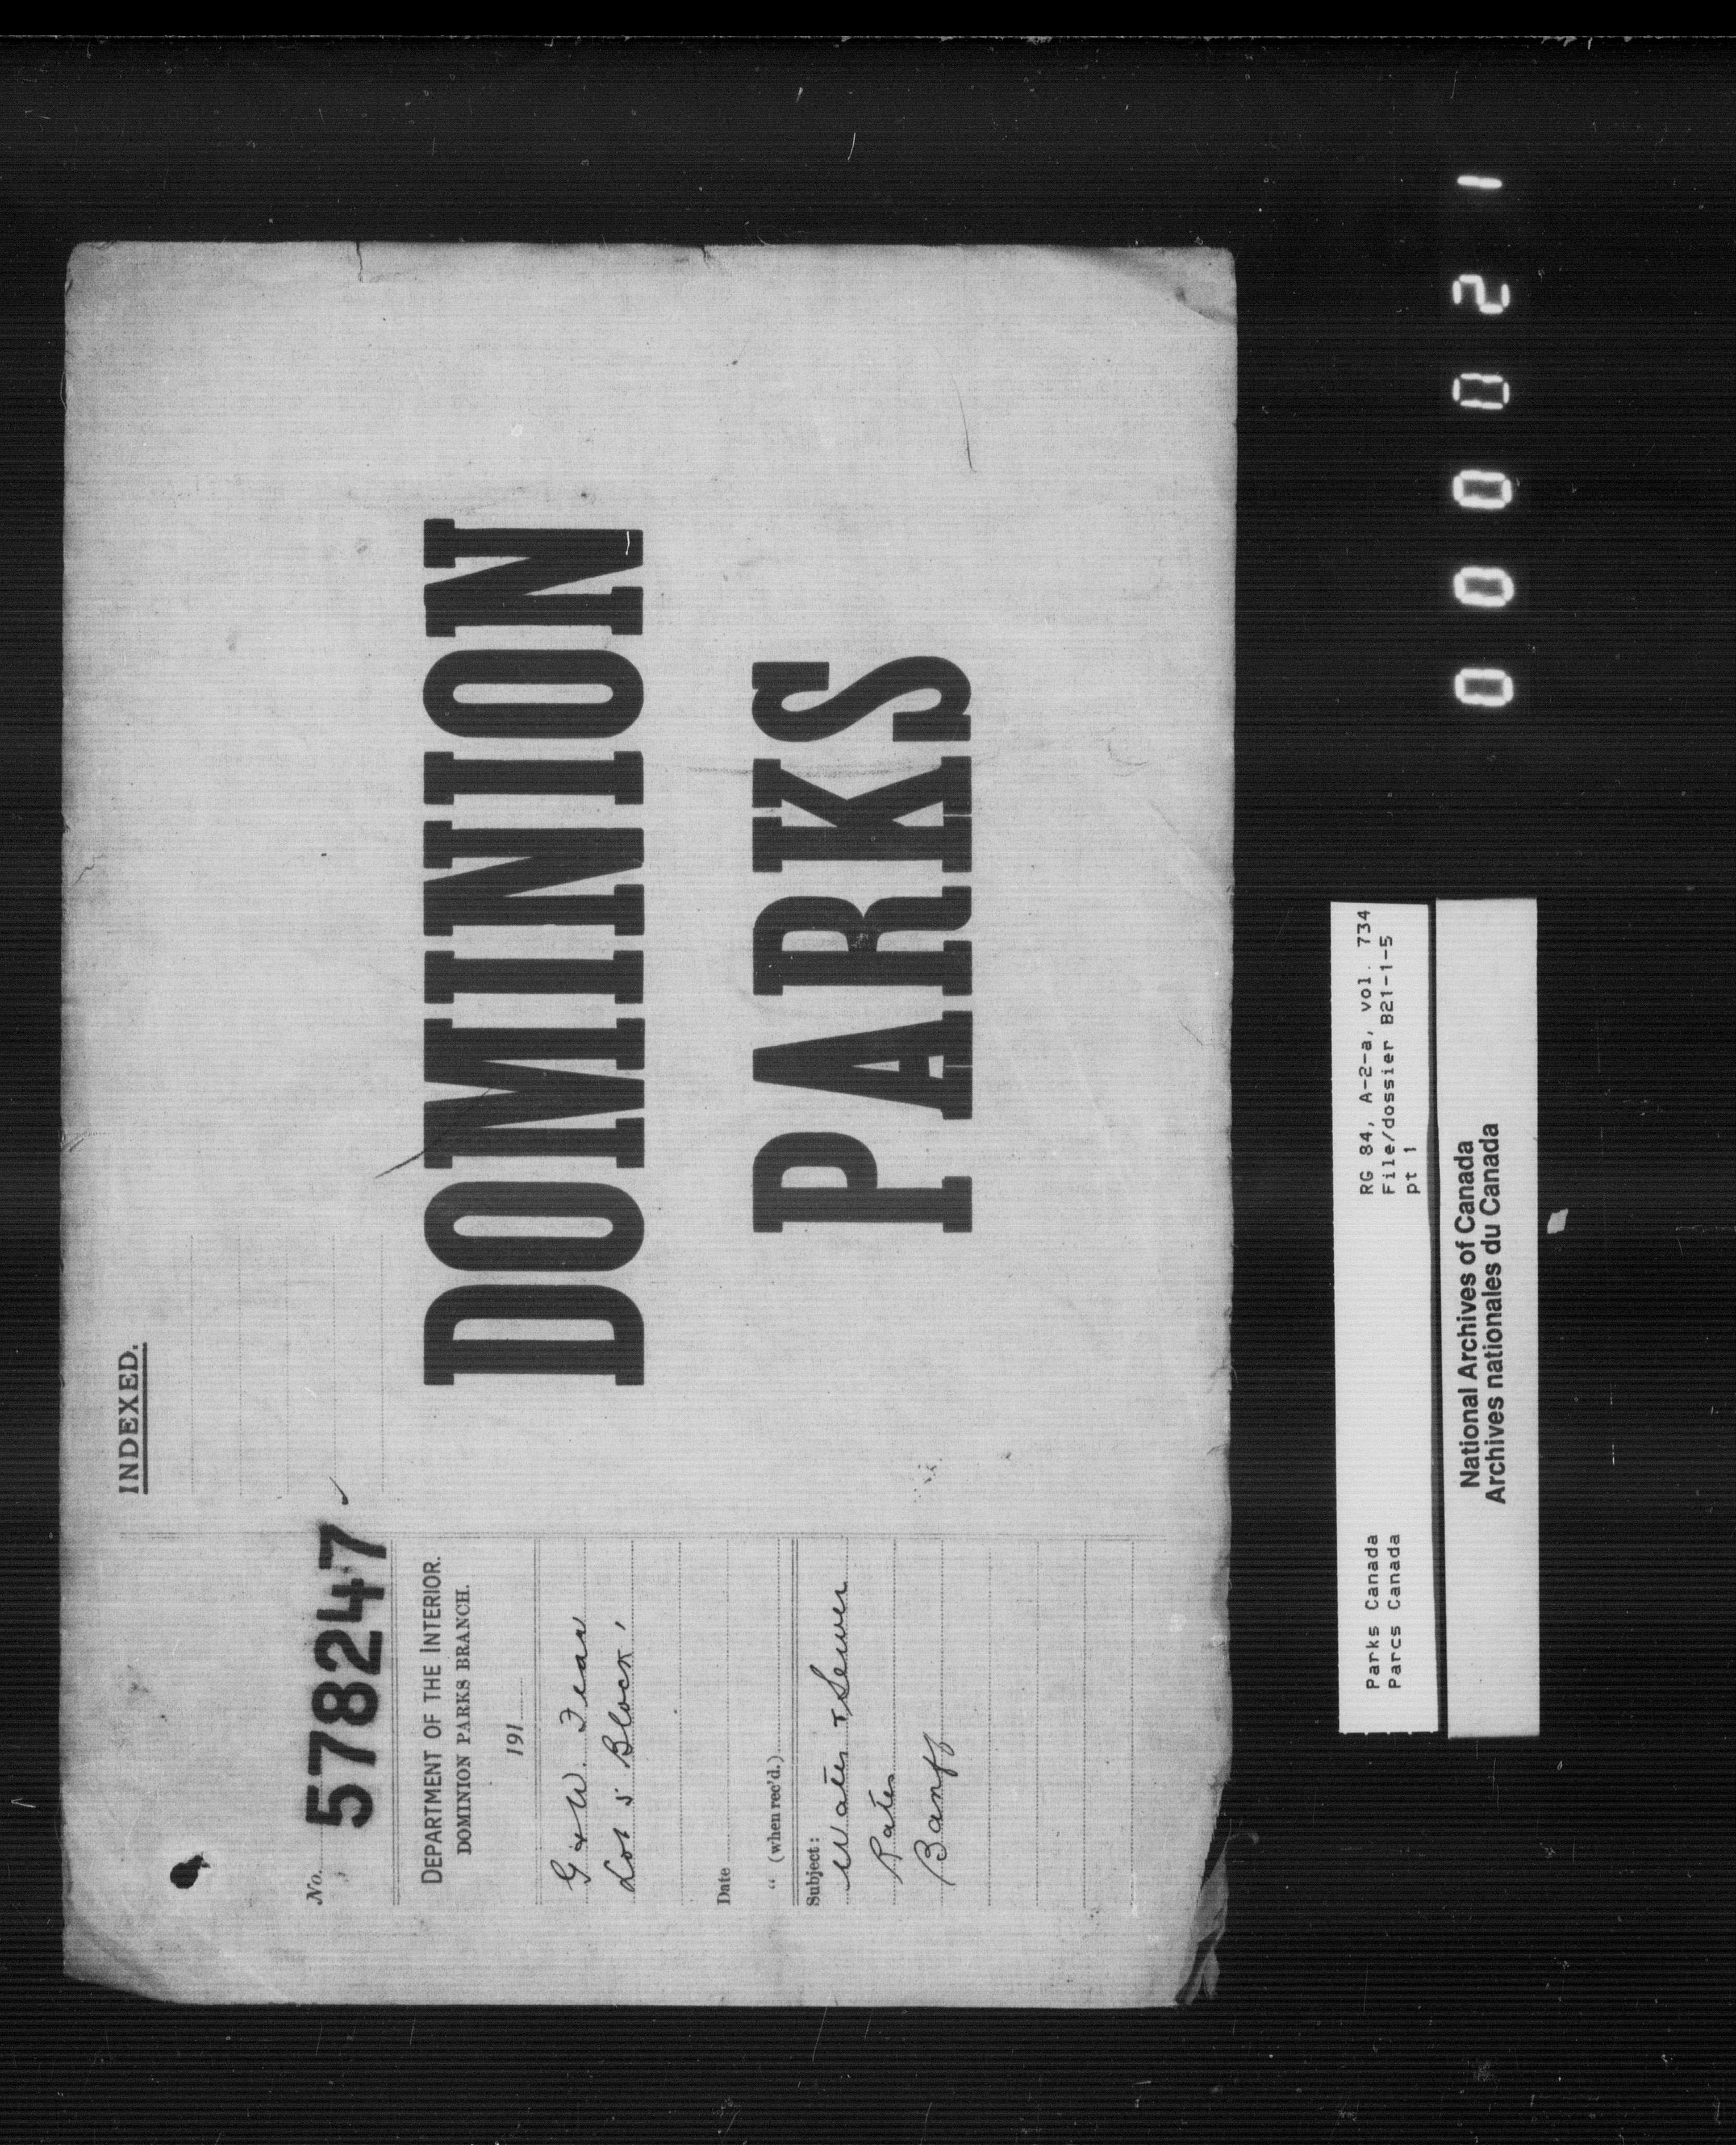 INDEXED.
No. 578247
DEPARTMENT OF THE INTERIOR.
DOMINION PARKS BRANCH.
191
G & W. Fear
Lot 5 Block 1
Date
" (when rec'd.)
Subject:
Water & Sewer
Rates
Banff
DOMINION
PARKS
Parks Canada
Parcs Canada
RG 84, A-2-a, vol. 734
File/dossier B21-1-5
pt 1
National Archives of Canada
Archives nationales du Canada
000021